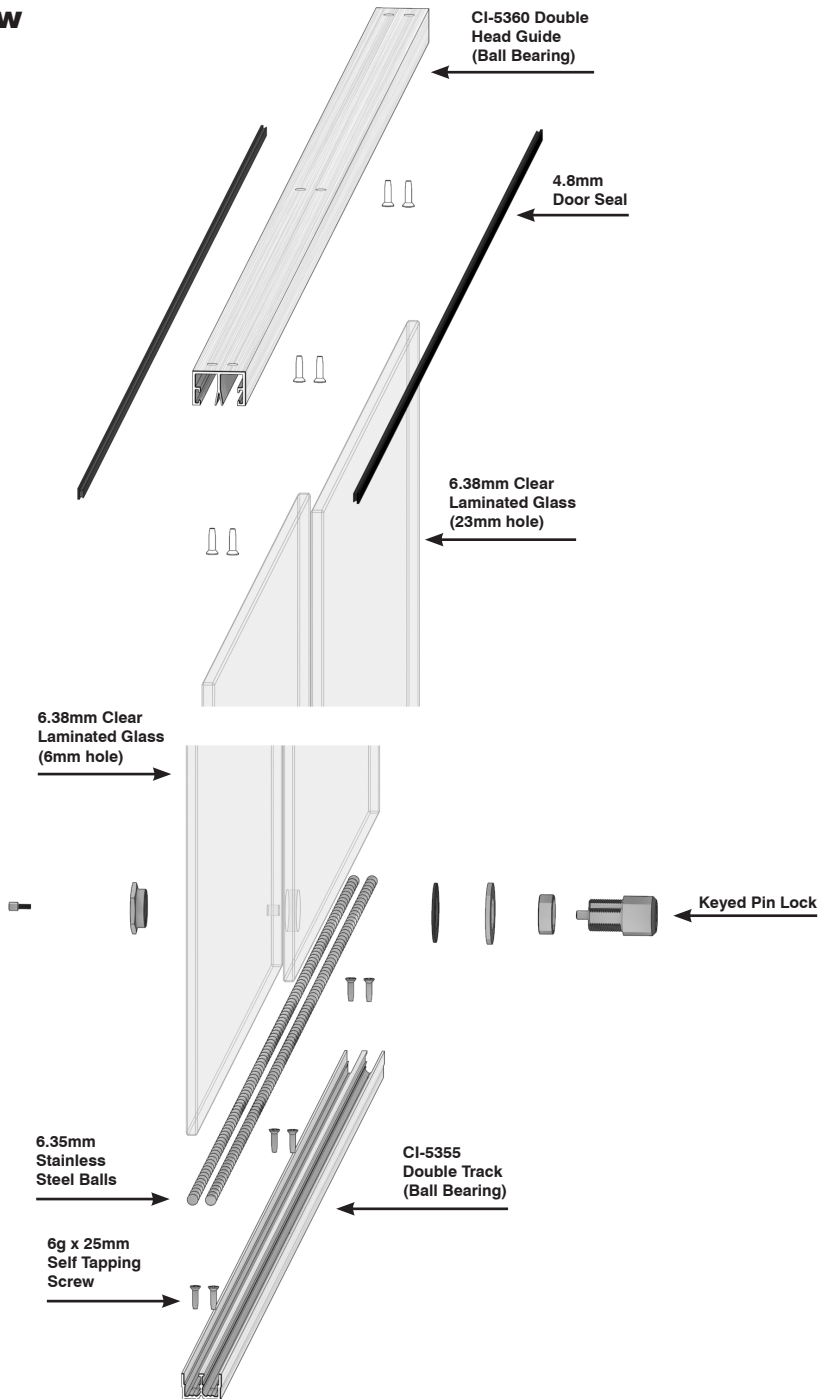 w
CI-5360 Double
Head Guide
(Ball Bearing)
4.8mm
Door Seal
6.38mm Clear
Laminated Glass
(23mm hole)
6.38mm Clear
Laminated Glass
(6mm hole)
Keyed Pin Lock
6.35mm
Stainless
Steel Balls
CI-5355
Double Track
(Ball Bearing)
6g x 25mm
Self Tapping
Screw